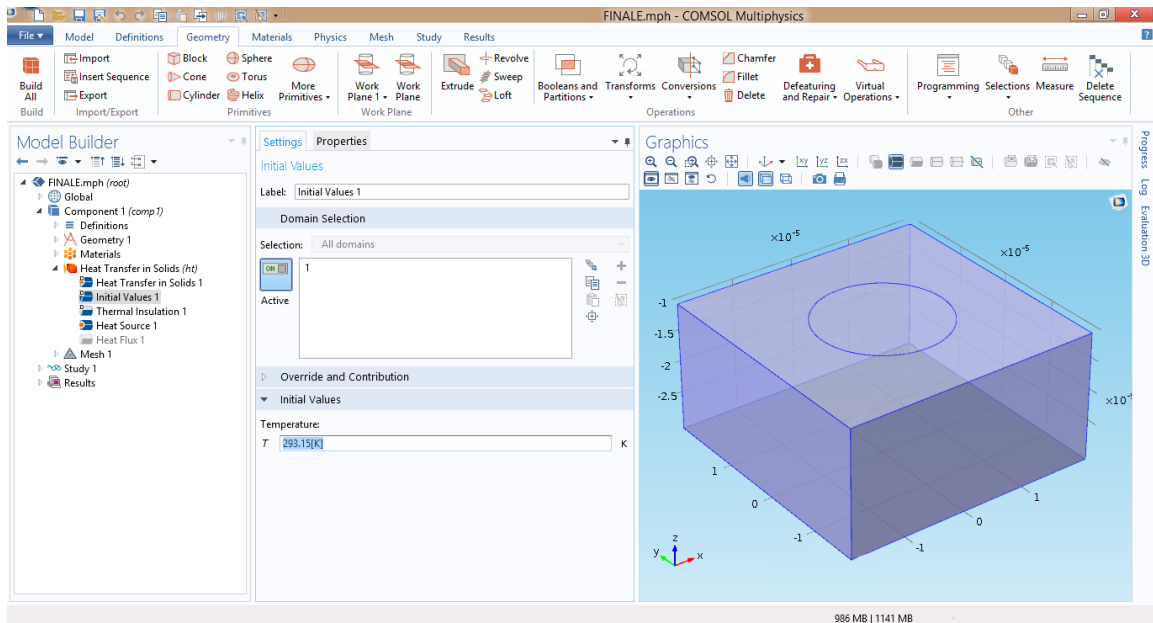 FINALE.mph - COMSOL Multiphysics
File Model Definitions Geometry Materials Physics Mesh Study Results
Build All
Build
Import
Insert Sequence
Export
Import/Export
Block Sphere
Cone Torus
Cylinder Helix
More Primitives
Primitives
Work Plane 1
Work Plane
Work Plane
Extrude
Revolve
Sweep
Loft
Booleans and Partitions
Transforms
Conversions
Chamfer
Fillet
Delete
Defeaturing and Repair
Virtual Operations
Operations
Programming
Selections
Measure
Delete Sequence
Other
Model Builder
FINALE.mph (root)
Global
Component 1 (comp1)
Definitions
Geometry 1
Materials
Heat Transfer in Solids (ht)
Heat Transfer in Solids 1
Initial Values 1
Thermal Insulation 1
Heat Source 1
Heat Flux 1
Mesh 1
Study 1
Results
Settings Properties
Initial Values
Label: Initial Values 1
Domain Selection
Selection: All domains
ON
1
Active
Override and Contribution
Initial Values
Temperature:
T 293.15[K] K
Graphics
xy yz zx
×10-5
×10-5
-1
-1.5
-2
-2.5
×10-
1
0
-1
1
0
-1
z
y
x
Progress
Log
Evaluation 3D
986 MB | 1141 MB